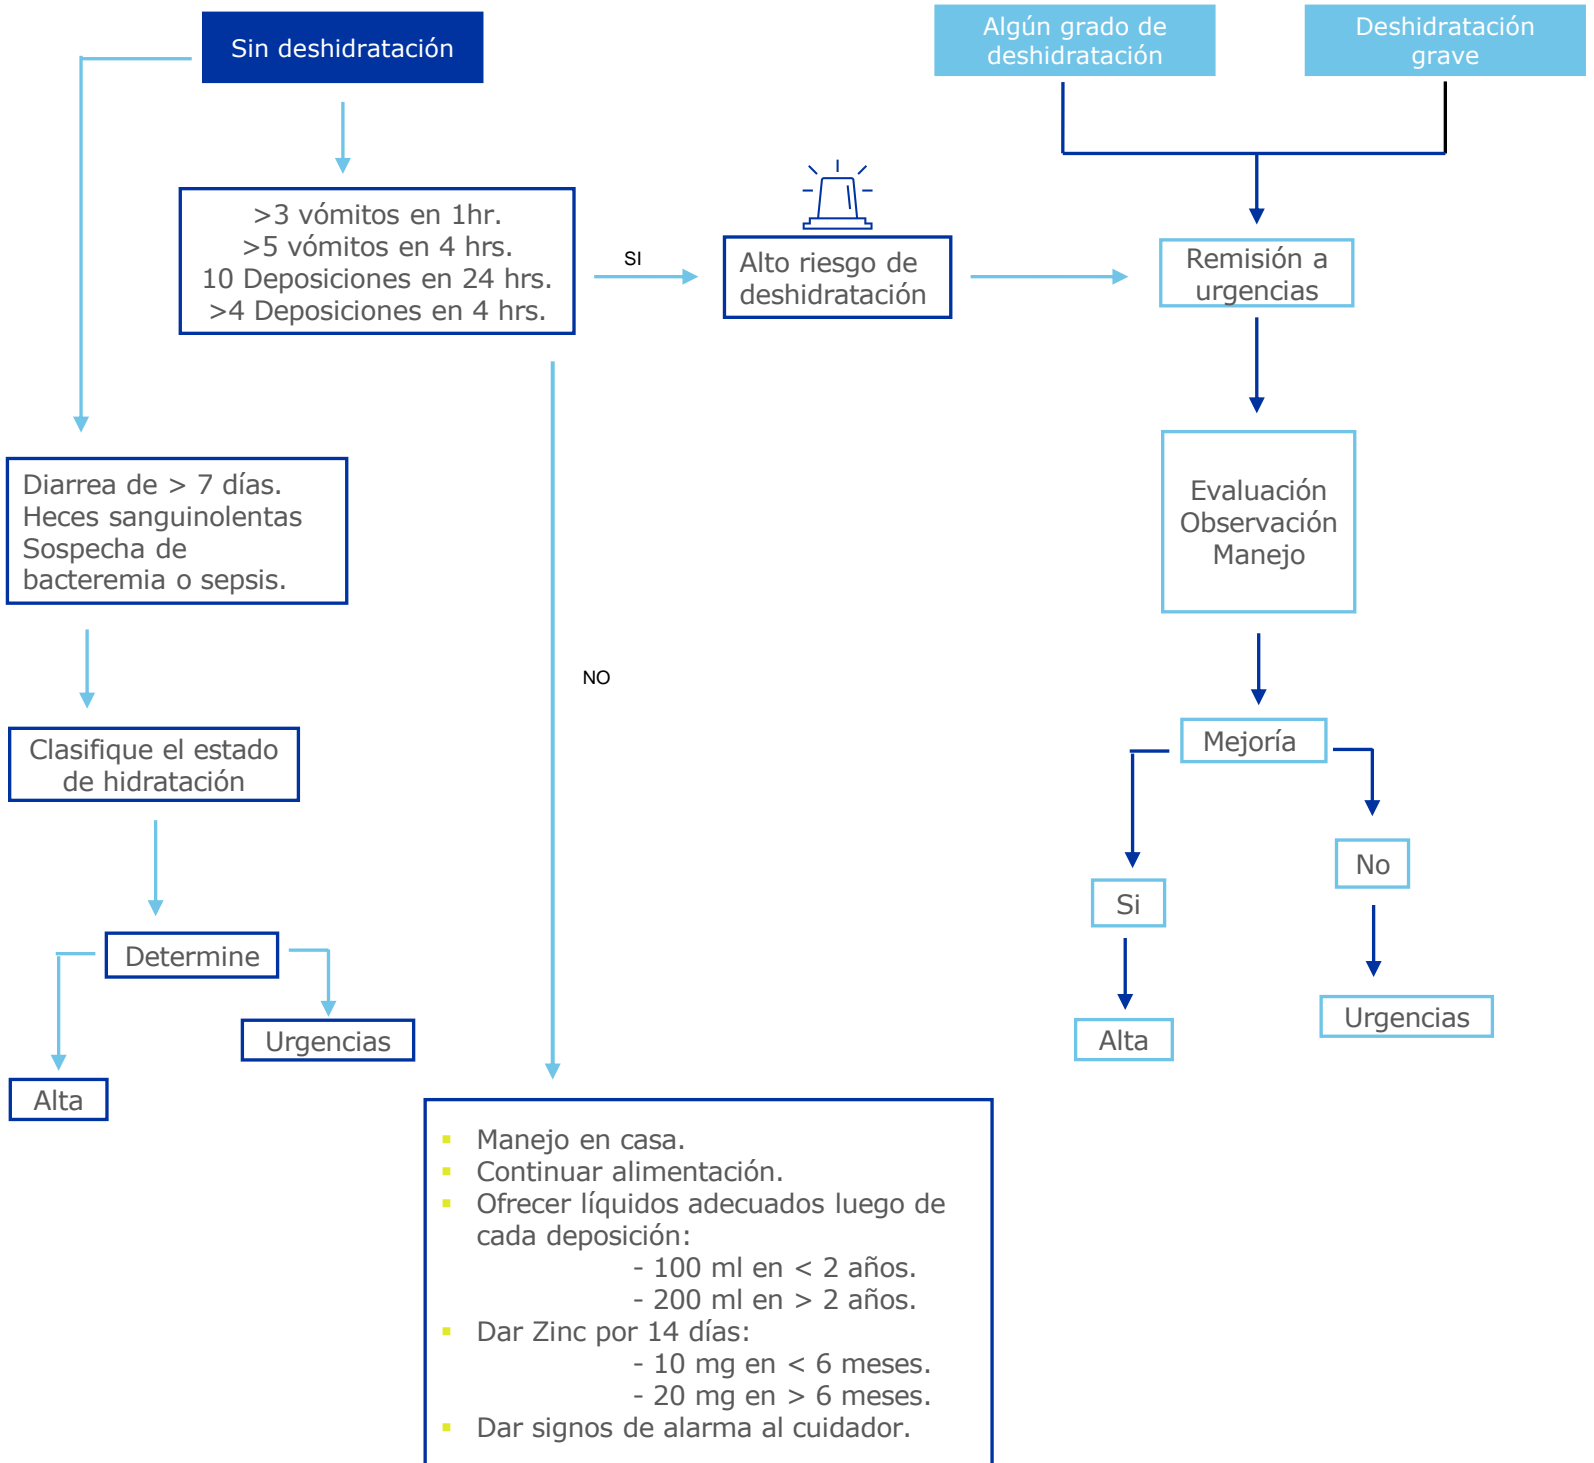 Sin deshidratación
Algún grado de
deshidratación
Deshidratación
grave
>3 vómitos en 1hr.
>5 vómitos en 4 hrs.
10 Deposiciones en 24 hrs.
>4 Deposiciones en 4 hrs.
SI
Alto riesgo de
deshidratación
Remisión a
urgencias
Diarrea de > 7 días.
Heces sanguinolentas
Sospecha de
bacteremia o sepsis.
Evaluación
Observación
Manejo
NO
Clasifique el estado
de hidratación
Mejoría
No
Si
Determine
Urgencias
Alta
Urgencias
Alta
▪ Manejo en casa.
▪ Continuar alimentación.
▪ Ofrecer líquidos adecuados luego de
cada deposición:
- 100 ml en < 2 años.
- 200 ml en > 2 años.
▪ Dar Zinc por 14 días:
- 10 mg en < 6 meses.
- 20 mg en > 6 meses.
▪ Dar signos de alarma al cuidador.